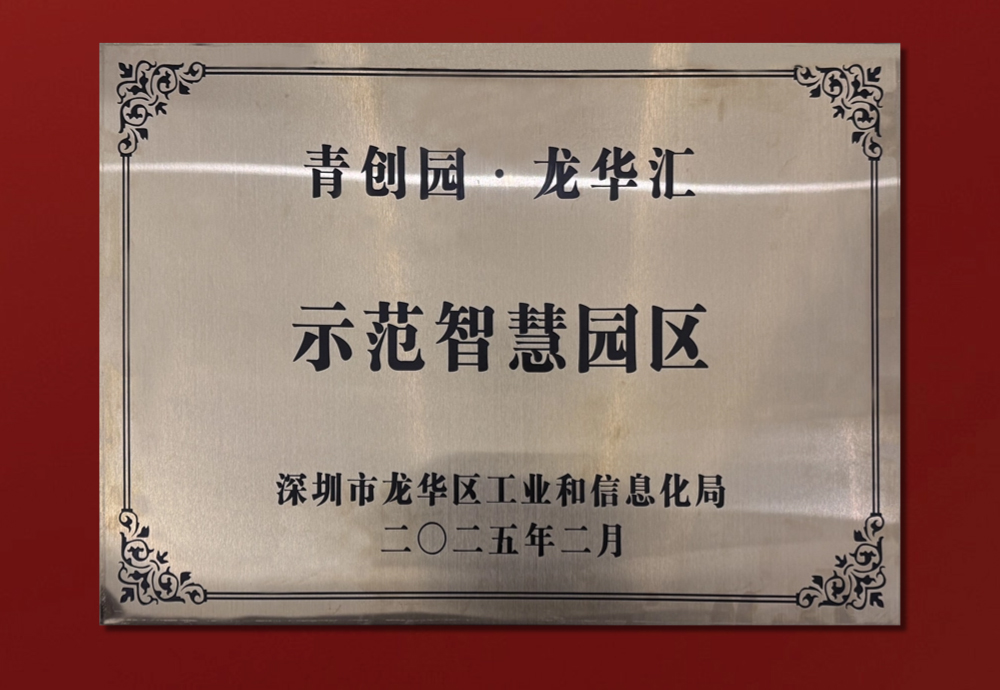 青创园·龙华汇
示范智慧园区
深圳市龙华区工业和信息化局
二〇二五年二月